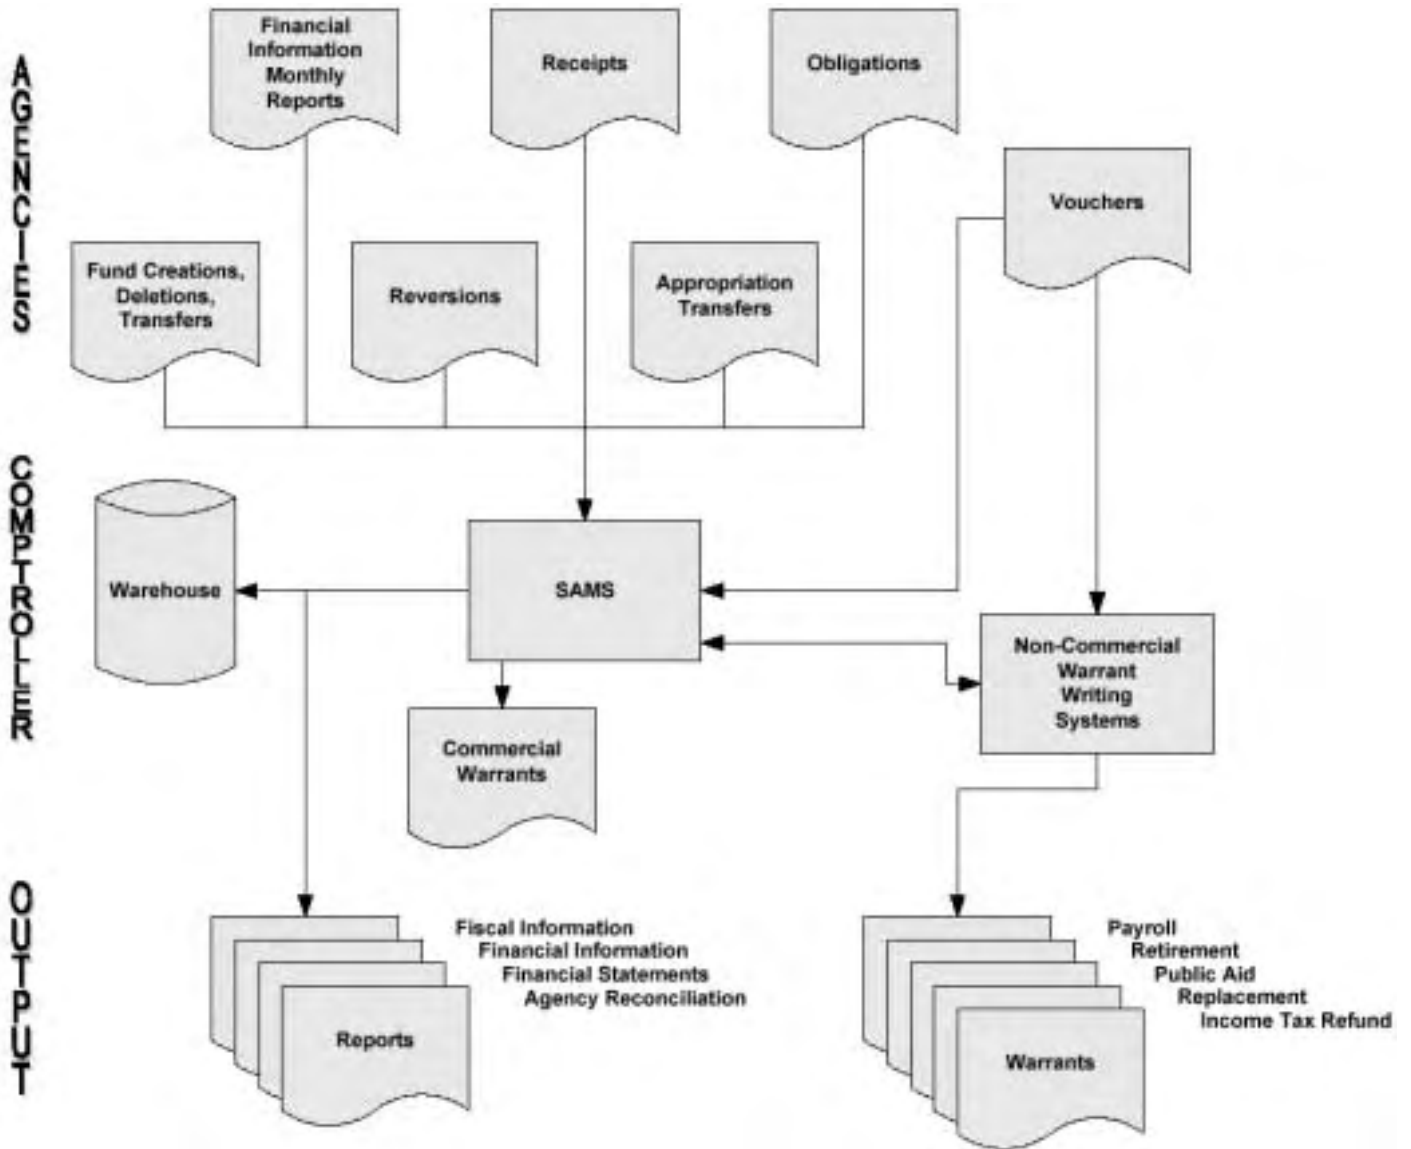 AGENCIES
Financial
Information
Monthly
Reports
Receipts
Obligations
Vouchers
Fund Creations,
Deletions,
Transfers
Reversions
Appropriation
Transfers
COMPTROLLER
Warehouse
SAMS
Non-Commercial
Warrant
Writing
Systems
Commercial
Warrants
OUTPUT
Fiscal Information
Financial Information
Financial Statements
Agency Reconciliation
Reports
Payroll
Retirement
Public Aid
Replacement
Income Tax Refund
Warrants